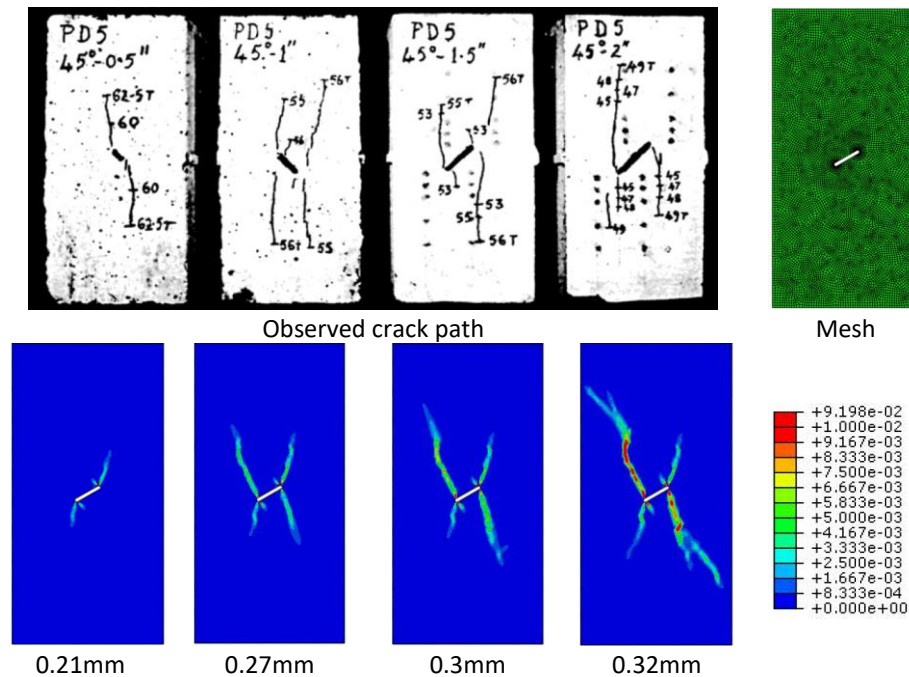 PD5
45°-0.5"
62.5T
60
60
62.5T
PD5
45°-1"
56T
55
56T
55
PD5
45°-1.5"
56T
55T
53
53
53
53
55
56T
PD5
45°-2"
49T
48
47
45
45
45
47
47
48
48
49T
49
Observed crack path
Mesh
+9.198e-02
+1.000e-02
+9.167e-03
+8.333e-03
+7.500e-03
+6.667e-03
+5.833e-03
+5.000e-03
+4.167e-03
+3.333e-03
+2.500e-03
+1.667e-03
+8.333e-04
+0.000e+00
0.21mm
0.27mm
0.3mm
0.32mm